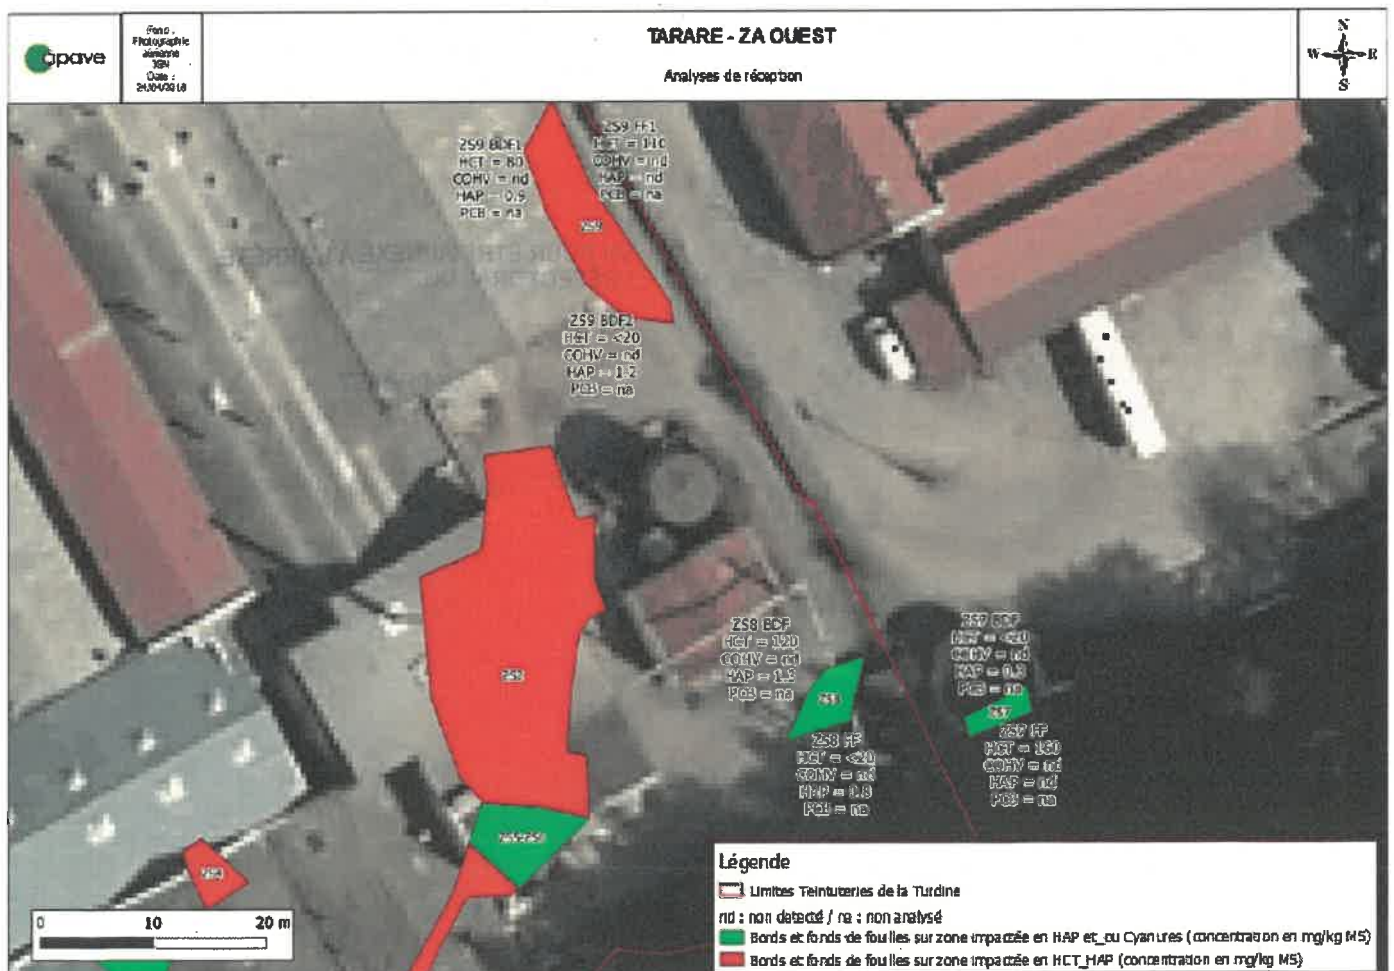 apave
Fond :
Photographie
aérienne
IGN
Date :
24/04/2018
TARARE - ZA OUEST
Analyses de réception
N
W
E
S
ZS9 BDF1
HCT = 80
COHV = nd
HAP = 0.9
PCB = na
ZS9 FF1
HCT = 110
COHV = nd
HAP = nd
PCB = na
ZS9
ZS9 BDF2
HCT = <20
COHV = nd
HAP = 1.2
PCB = na
ZS2
ZS8 BDF
HCT = 120
COHV = nd
HAP = 1.3
PCB = na
ZS8
ZS8 FF
HCT = <20
COHV = nd
HAP = 0.8
PCB = na
ZS7 BDF
HCT = <20
COHV = nd
HAP = 0.3
PCB = na
ZS7
ZS7 FF
HCT = 160
COHV = nd
HAP = nd
PCB = na
ZS4
0 10 20 m
Légende
Limites Teintureries de la Turdine
nd : non detecté / na : non analysé
Bords et fonds de fouilles sur zone impactée en HAP et_ou Cyanures (concentration en mg/kg MS)
Bords et fonds de fouilles sur zone impactée en HCT_HAP (concentration en mg/kg MS)